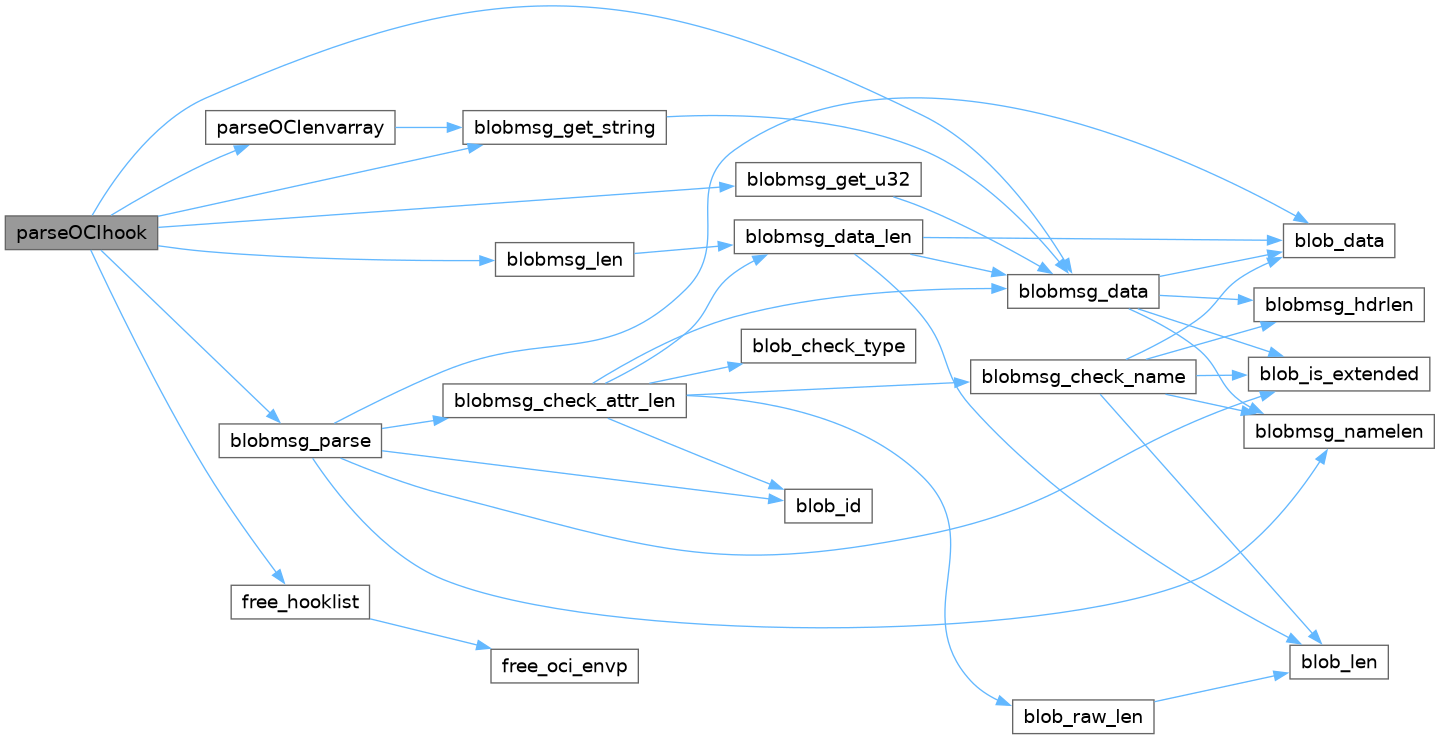 parseOCIhook
parseOCIenvarray
blobmsg_get_string
blobmsg_get_u32
blobmsg_len
blobmsg_data_len
blobmsg_data
blob_data
blobmsg_hdrlen
blob_check_type
blobmsg_check_name
blob_is_extended
blobmsg_check_attr_len
blobmsg_parse
blobmsg_namelen
blob_id
free_hooklist
free_oci_envp
blob_len
blob_raw_len